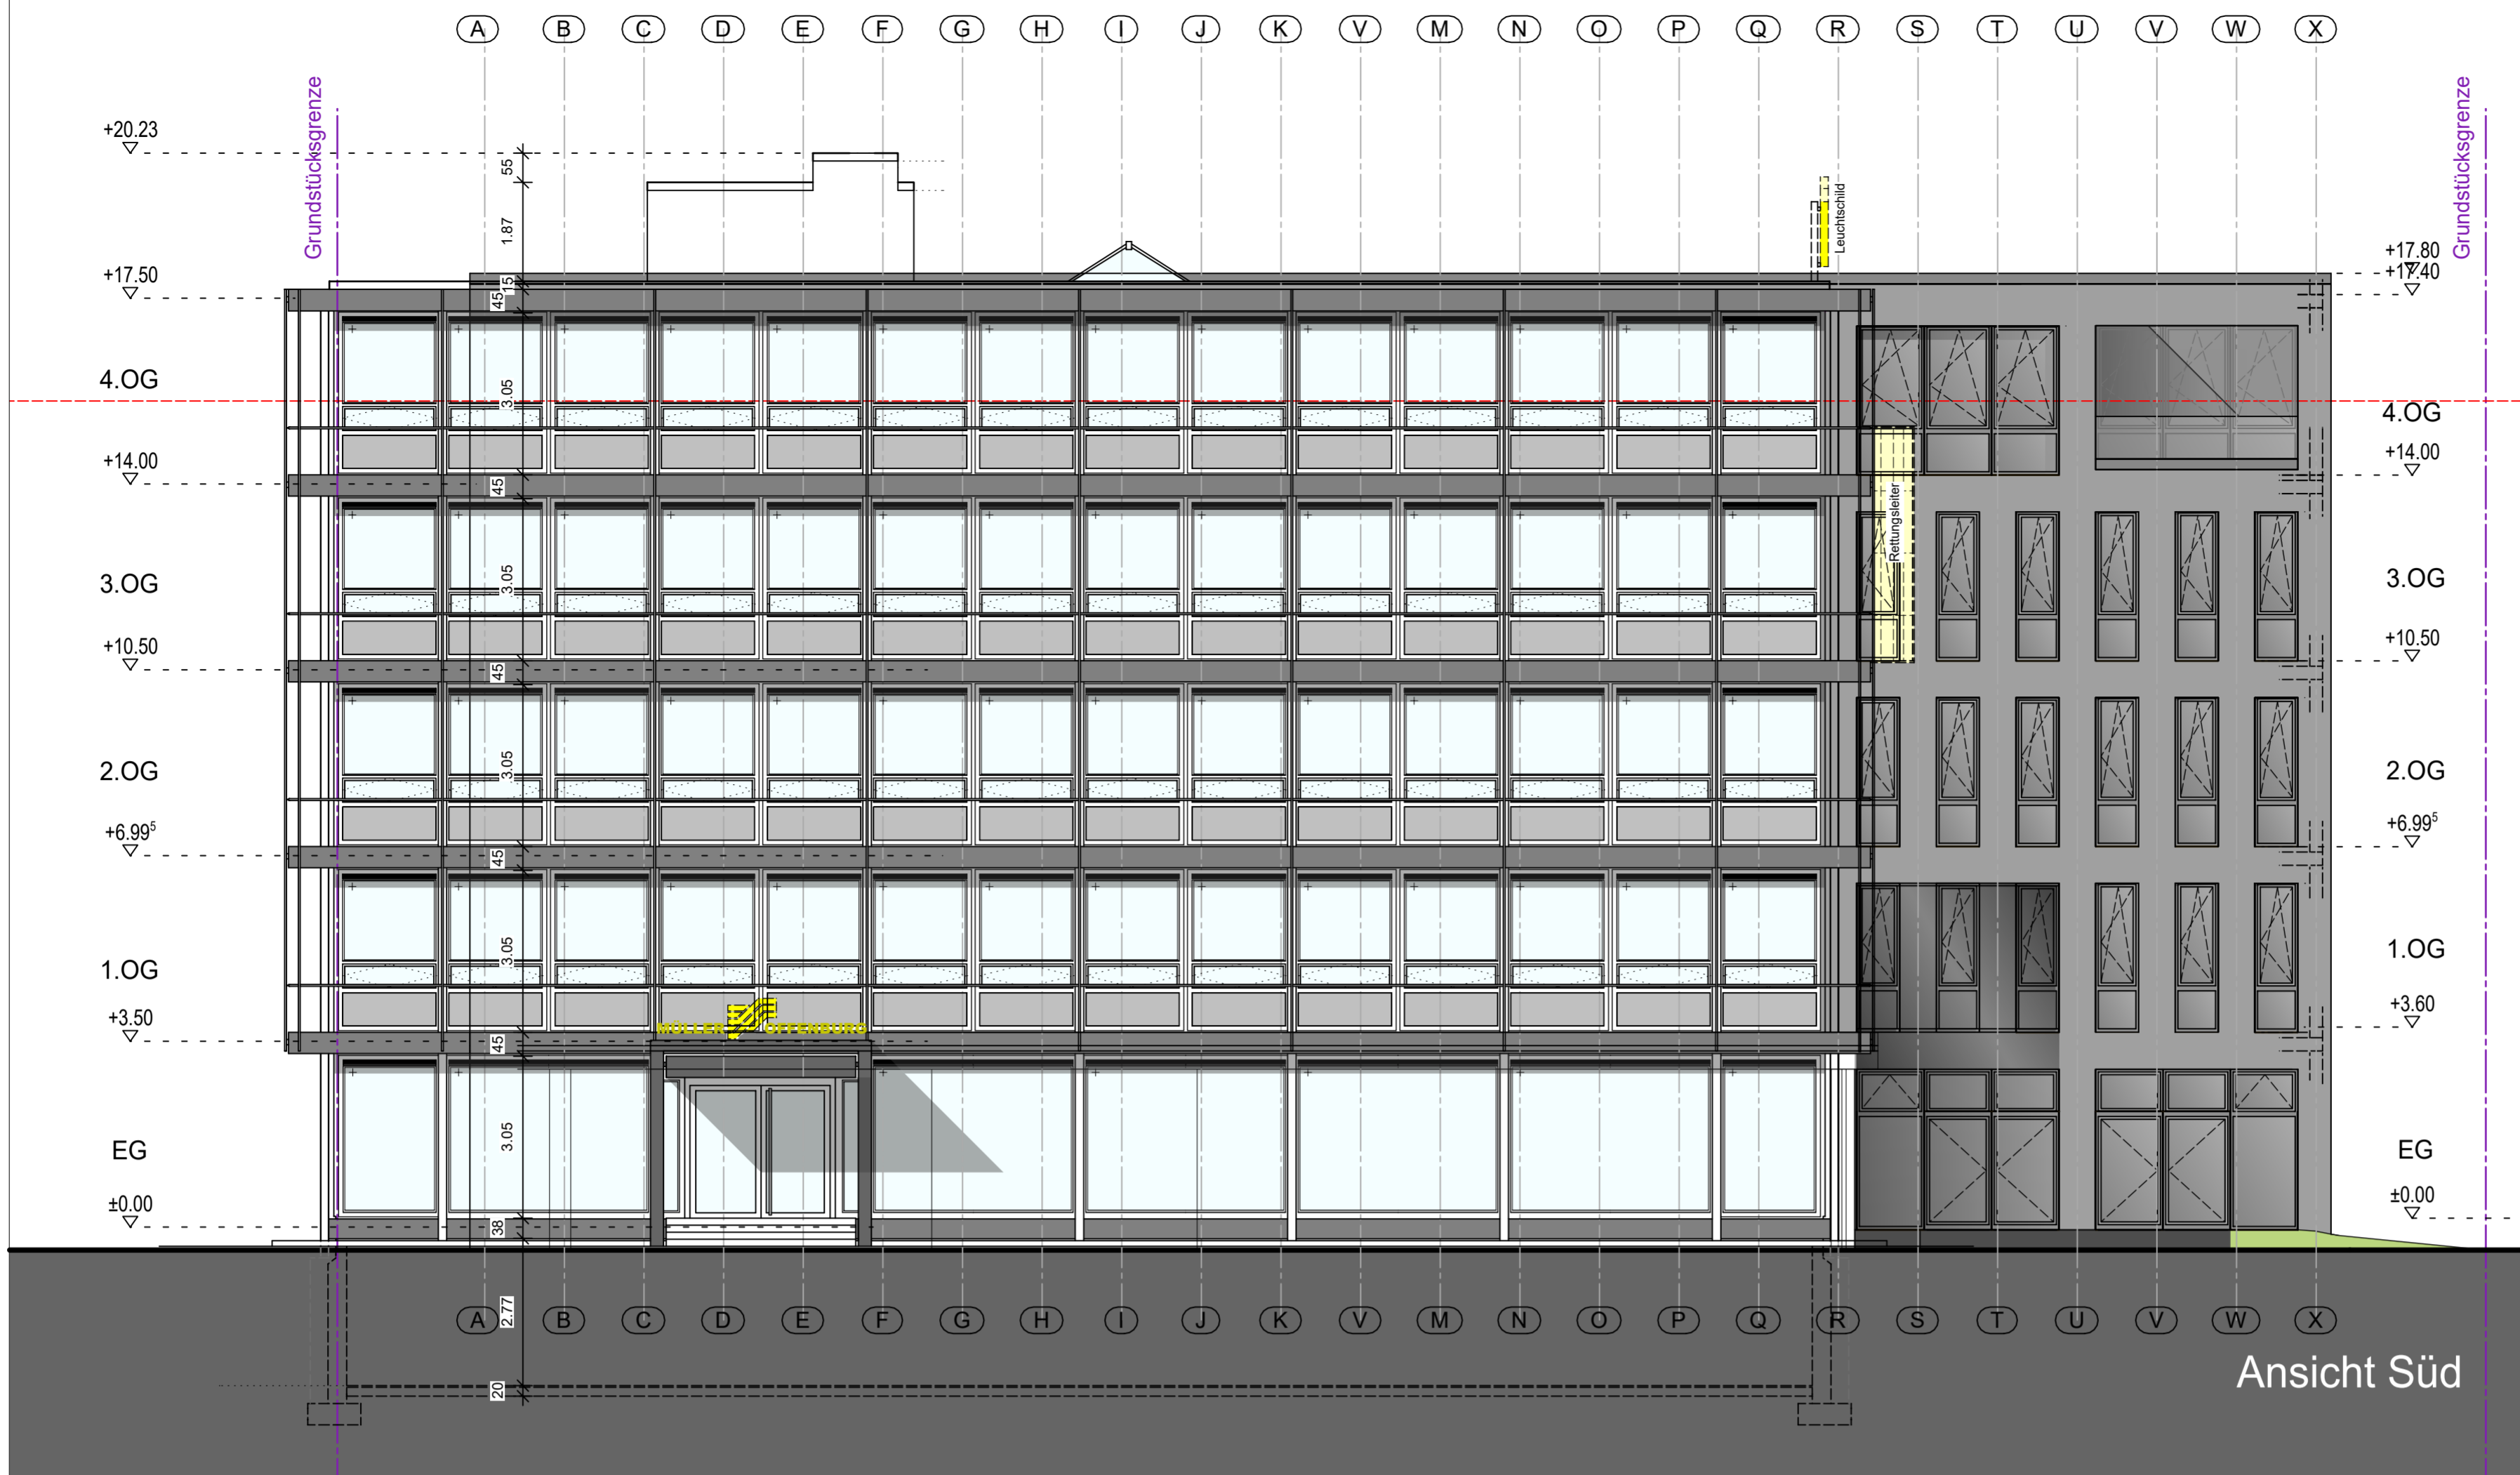 A B C D E F G H I J K V M N O P Q R S T U V W X
Grundstücksgrenze
Grundstücksgrenze
+20.23
55
1.87
Leuchtschild
+17.50
+17.80
+17.40
15
45
4.OG
3.05
4.OG
+14.00
+14.00
45
Rettungsleiter
3.OG
3.05
3.OG
+10.50
+10.50
45
2.OG
3.05
2.OG
+6.99⁵
+6.99⁵
45
1.OG
3.05
1.OG
+3.50
MÜLLER OFFENBURG
+3.60
45
EG
3.05
EG
±0.00
±0.00
38
2.77
A B C D E F G H I J K V M N O P Q R S T U V W X
20
Ansicht Süd